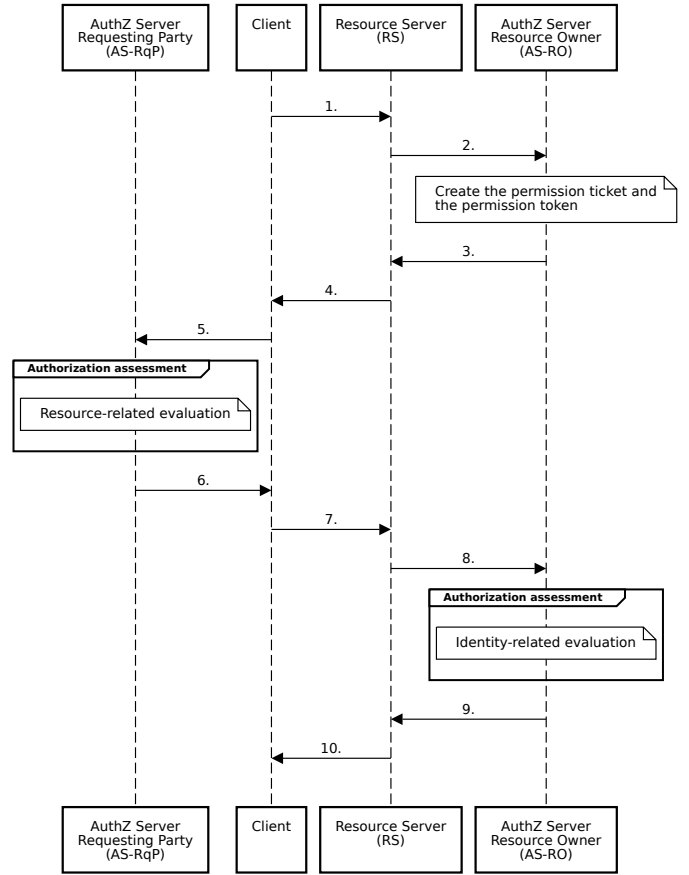 AuthZ Server
Requesting Party
(AS-RqP)
Client
Resource Server
(RS)
AuthZ Server
Resource Owner
(AS-RO)
1.
2.
Create the permission ticket and
the permission token
3.
4.
5.
Authorization assessment
Resource-related evaluation
6.
7.
8.
Authorization assessment
Identity-related evaluation
9.
10.
AuthZ Server
Requesting Party
(AS-RqP)
Client
Resource Server
(RS)
AuthZ Server
Resource Owner
(AS-RO)